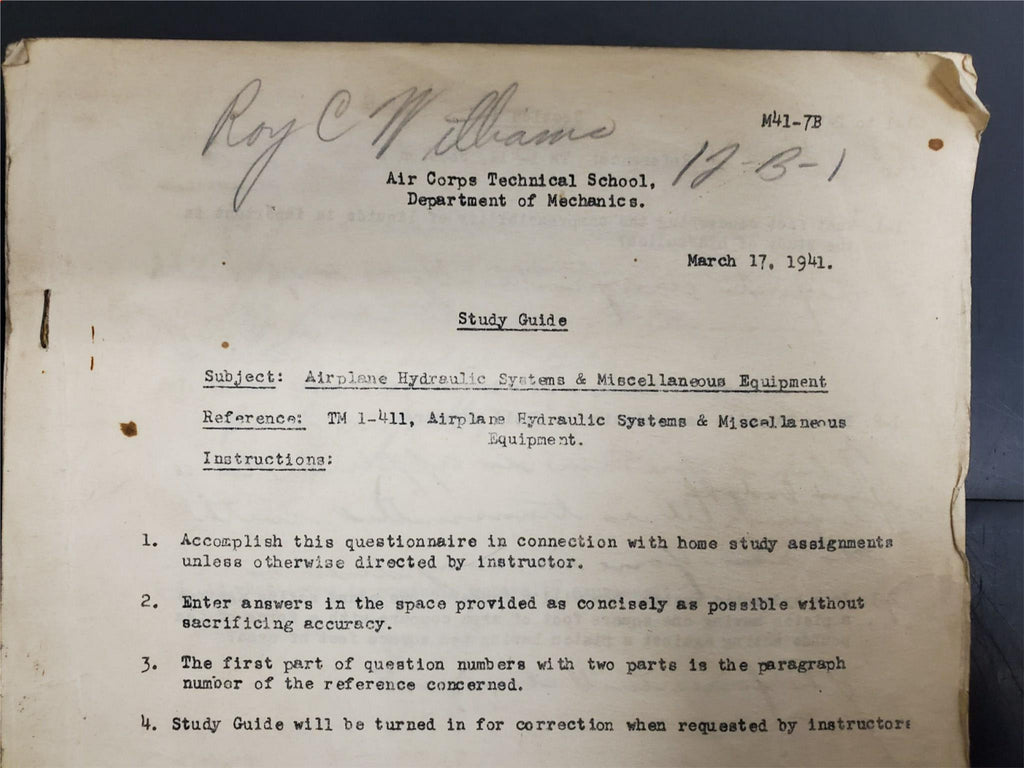 Roy C Williams
M41-7B
12-B-1
Air Corps Technical School,
Department of Mechanics.
March 17, 1941.
Study Guide
Subject: Airplane Hydraulic Systems & Miscellaneous Equipment
Reference: TM 1-411, Airplane Hydraulic Systems & Miscellaneous
Equipment.
Instructions:
1. Accomplish this questionnaire in connection with home study assignments
unless otherwise directed by instructor.
2. Enter answers in the space provided as concisely as possible without
sacrificing accuracy.
3. The first part of question numbers with two parts is the paragraph
number of the reference concerned.
4. Study Guide will be turned in for correction when requested by instructors